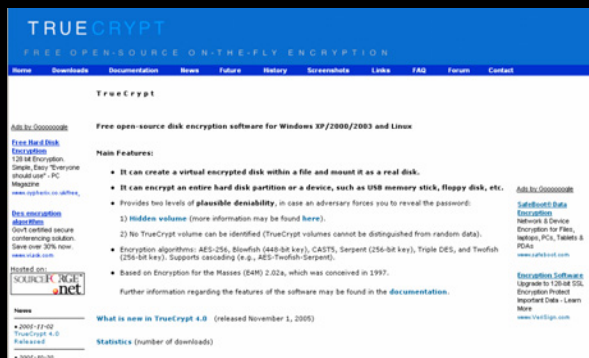 TRUECRYPT
FREE OPEN-SOURCE ON-THE-FLY ENCRYPTION
Home Downloads Documentation News Future History Screenshots Links FAQ Forum Contact
TrueCrypt
Ads by Goooooogle
Free Hard Disk
Encryption
128 bit Encryption.
Simple, Easy "Everyone
should use" - PC
Magazine
www.cypherix.co.uk/free_
Des encryption
algorithm
Govt certified secure
conferencing solution.
Save over 30% now.
www.viack.com
Hosted on:
SOURCEFORGE
.net
News
• 2005-11-02
TrueCrypt 4.0
Released
Free open-source disk encryption software for Windows XP/2000/2003 and Linux
Main Features:
• It can create a virtual encrypted disk within a file and mount it as a real disk.
• It can encrypt an entire hard disk partition or a device, such as USB memory stick, floppy disk, etc.
• Provides two levels of plausible deniability, in case an adversary forces you to reveal the password:
1) Hidden volume (more information may be found here).
2) No TrueCrypt volume can be identified (TrueCrypt volumes cannot be distinguished from random data).
• Encryption algorithms: AES-256, Blowfish (448-bit key), CAST5, Serpent (256-bit key), Triple DES, and Twofish
(256-bit key). Supports cascading (e.g., AES-Twofish-Serpent).
• Based on Encryption for the Masses (E4M) 2.02a, which was conceived in 1997.
Further information regarding the features of the software may be found in the documentation.
What is new in TrueCrypt 4.0 (released November 1, 2005)
Statistics (number of downloads)
Ads by Goooooogle
SafeBoot® Data
Encryption
Network & Device
Encryption for Files,
laptops, PCs, Tablets &
PDAs
www.safeboot.com
Encryption Software
Upgrade to 128-bit SSL
Encryption Protect
Important Data - Learn
More
www.VeriSign.com